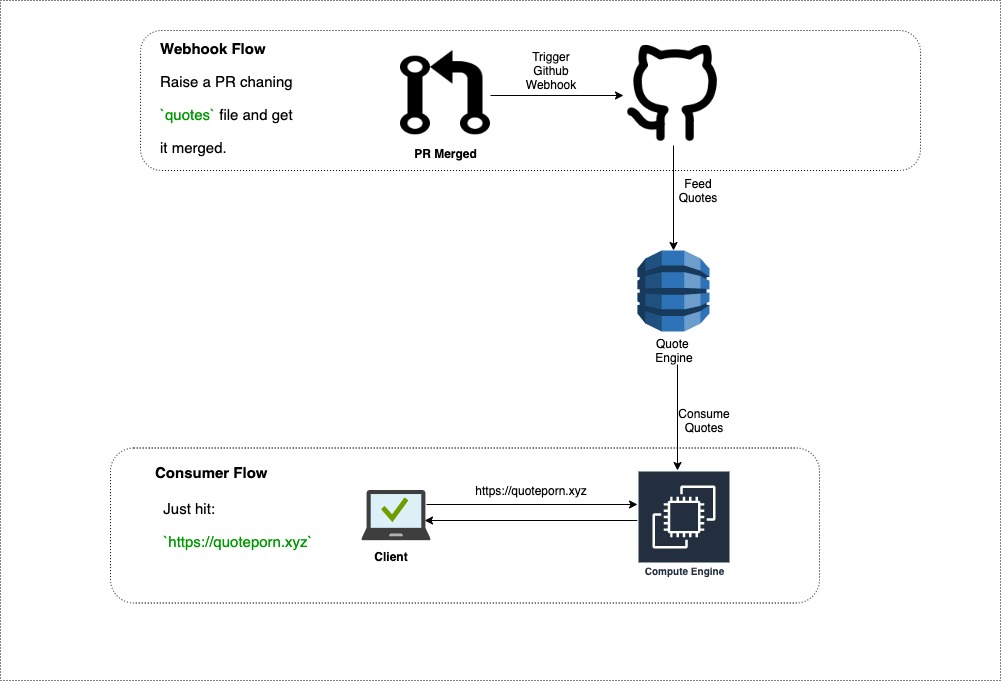 Webhook Flow
Raise a PR chaning
`quotes` file and get
it merged.
PR Merged
Trigger
Github
Webhook
Feed
Quotes
Quote
Engine
Consume
Quotes
Consumer Flow
Just hit:
`https://quoteporn.xyz`
Client
https://quoteporn.xyz
Compute Engine